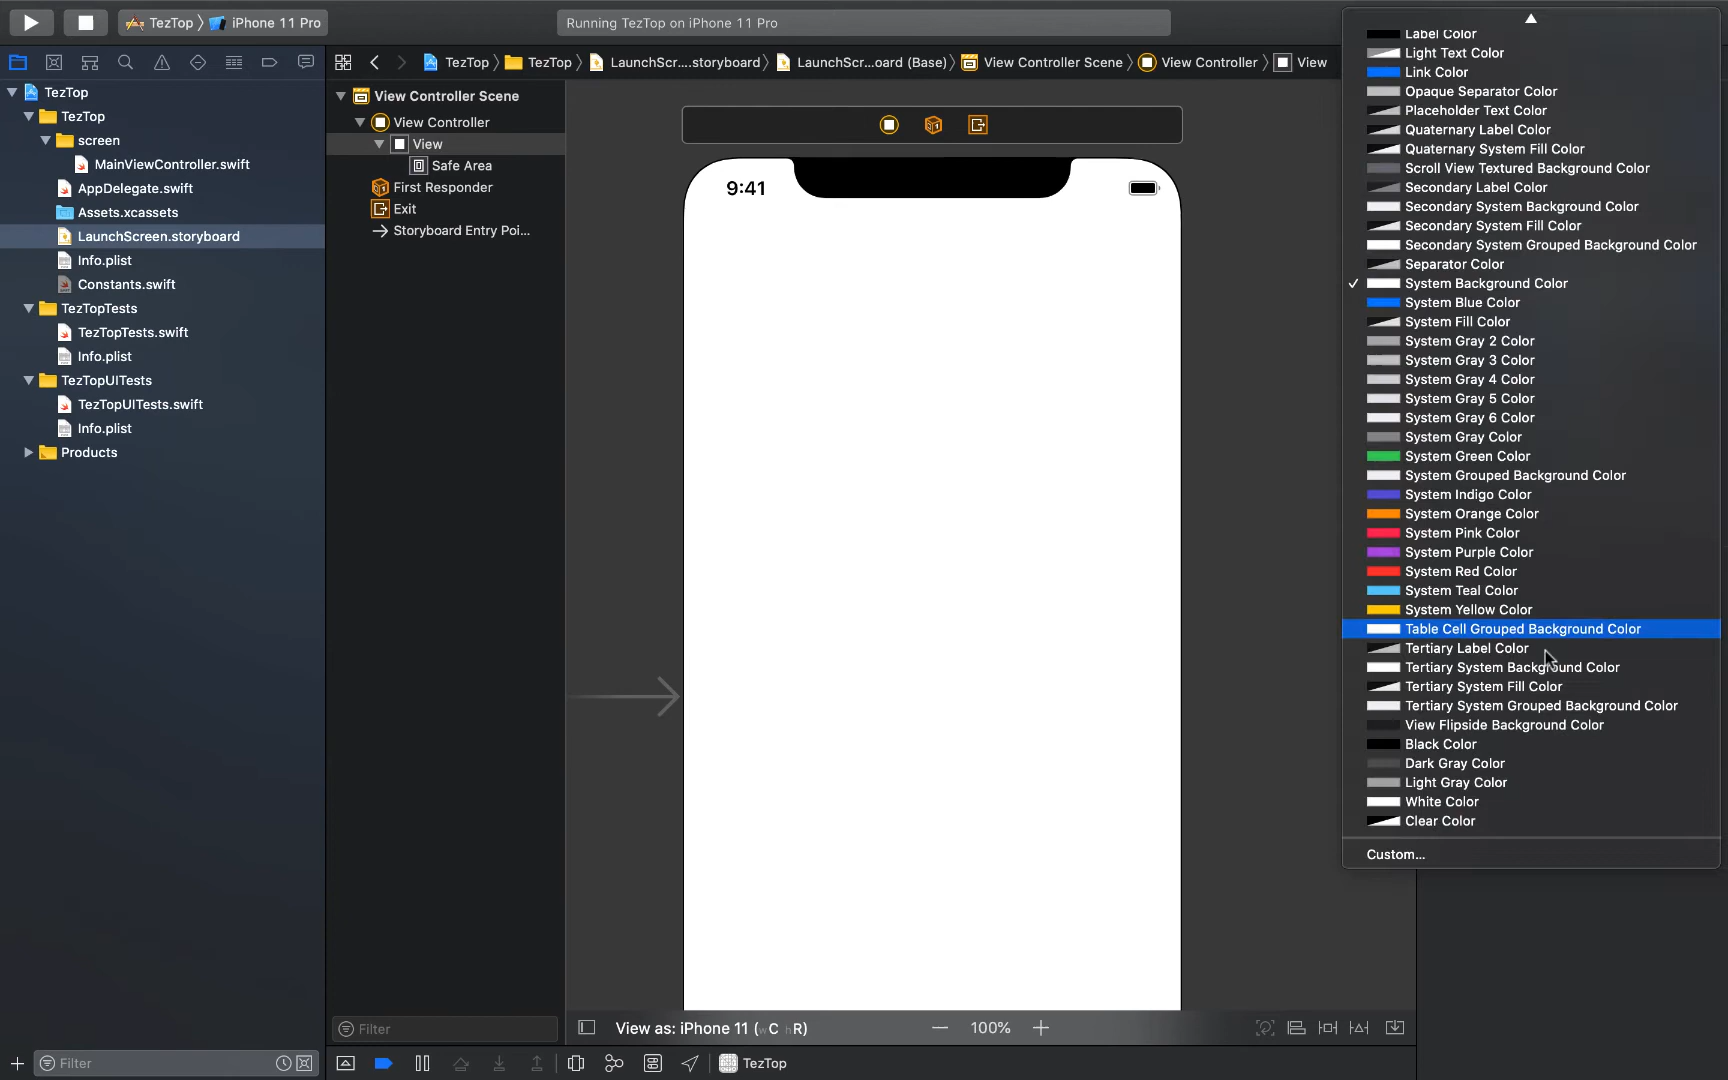 TezTop 〉 iPhone 11 Pro
Running TezTop on iPhone 11 Pro
TezTop
TezTop
screen
MainViewController.swift
AppDelegate.swift
Assets.xcassets
LaunchScreen.storyboard
Info.plist
Constants.swift
TezTopTests
TezTopTests.swift
Info.plist
TezTopUITests
TezTopUITests.swift
Info.plist
Products
Filter
TezTop 〉 TezTop 〉 LaunchScr....storyboard 〉 LaunchScr...oard (Base) 〉 View Controller Scene 〉 View Controller 〉 View
View Controller Scene
View Controller
View
Safe Area
First Responder
Exit
Storyboard Entry Poi...
Filter
9:41
View as: iPhone 11 (wC hR)
100%
TezTop
Label Color
Light Text Color
Link Color
Opaque Separator Color
Placeholder Text Color
Quaternary Label Color
Quaternary System Fill Color
Scroll View Textured Background Color
Secondary Label Color
Secondary System Background Color
Secondary System Fill Color
Secondary System Grouped Background Color
Separator Color
System Background Color
System Blue Color
System Fill Color
System Gray 2 Color
System Gray 3 Color
System Gray 4 Color
System Gray 5 Color
System Gray 6 Color
System Gray Color
System Green Color
System Grouped Background Color
System Indigo Color
System Orange Color
System Pink Color
System Purple Color
System Red Color
System Teal Color
System Yellow Color
Table Cell Grouped Background Color
Tertiary Label Color
Tertiary System Background Color
Tertiary System Fill Color
Tertiary System Grouped Background Color
View Flipside Background Color
Black Color
Dark Gray Color
Light Gray Color
White Color
Clear Color
Custom...